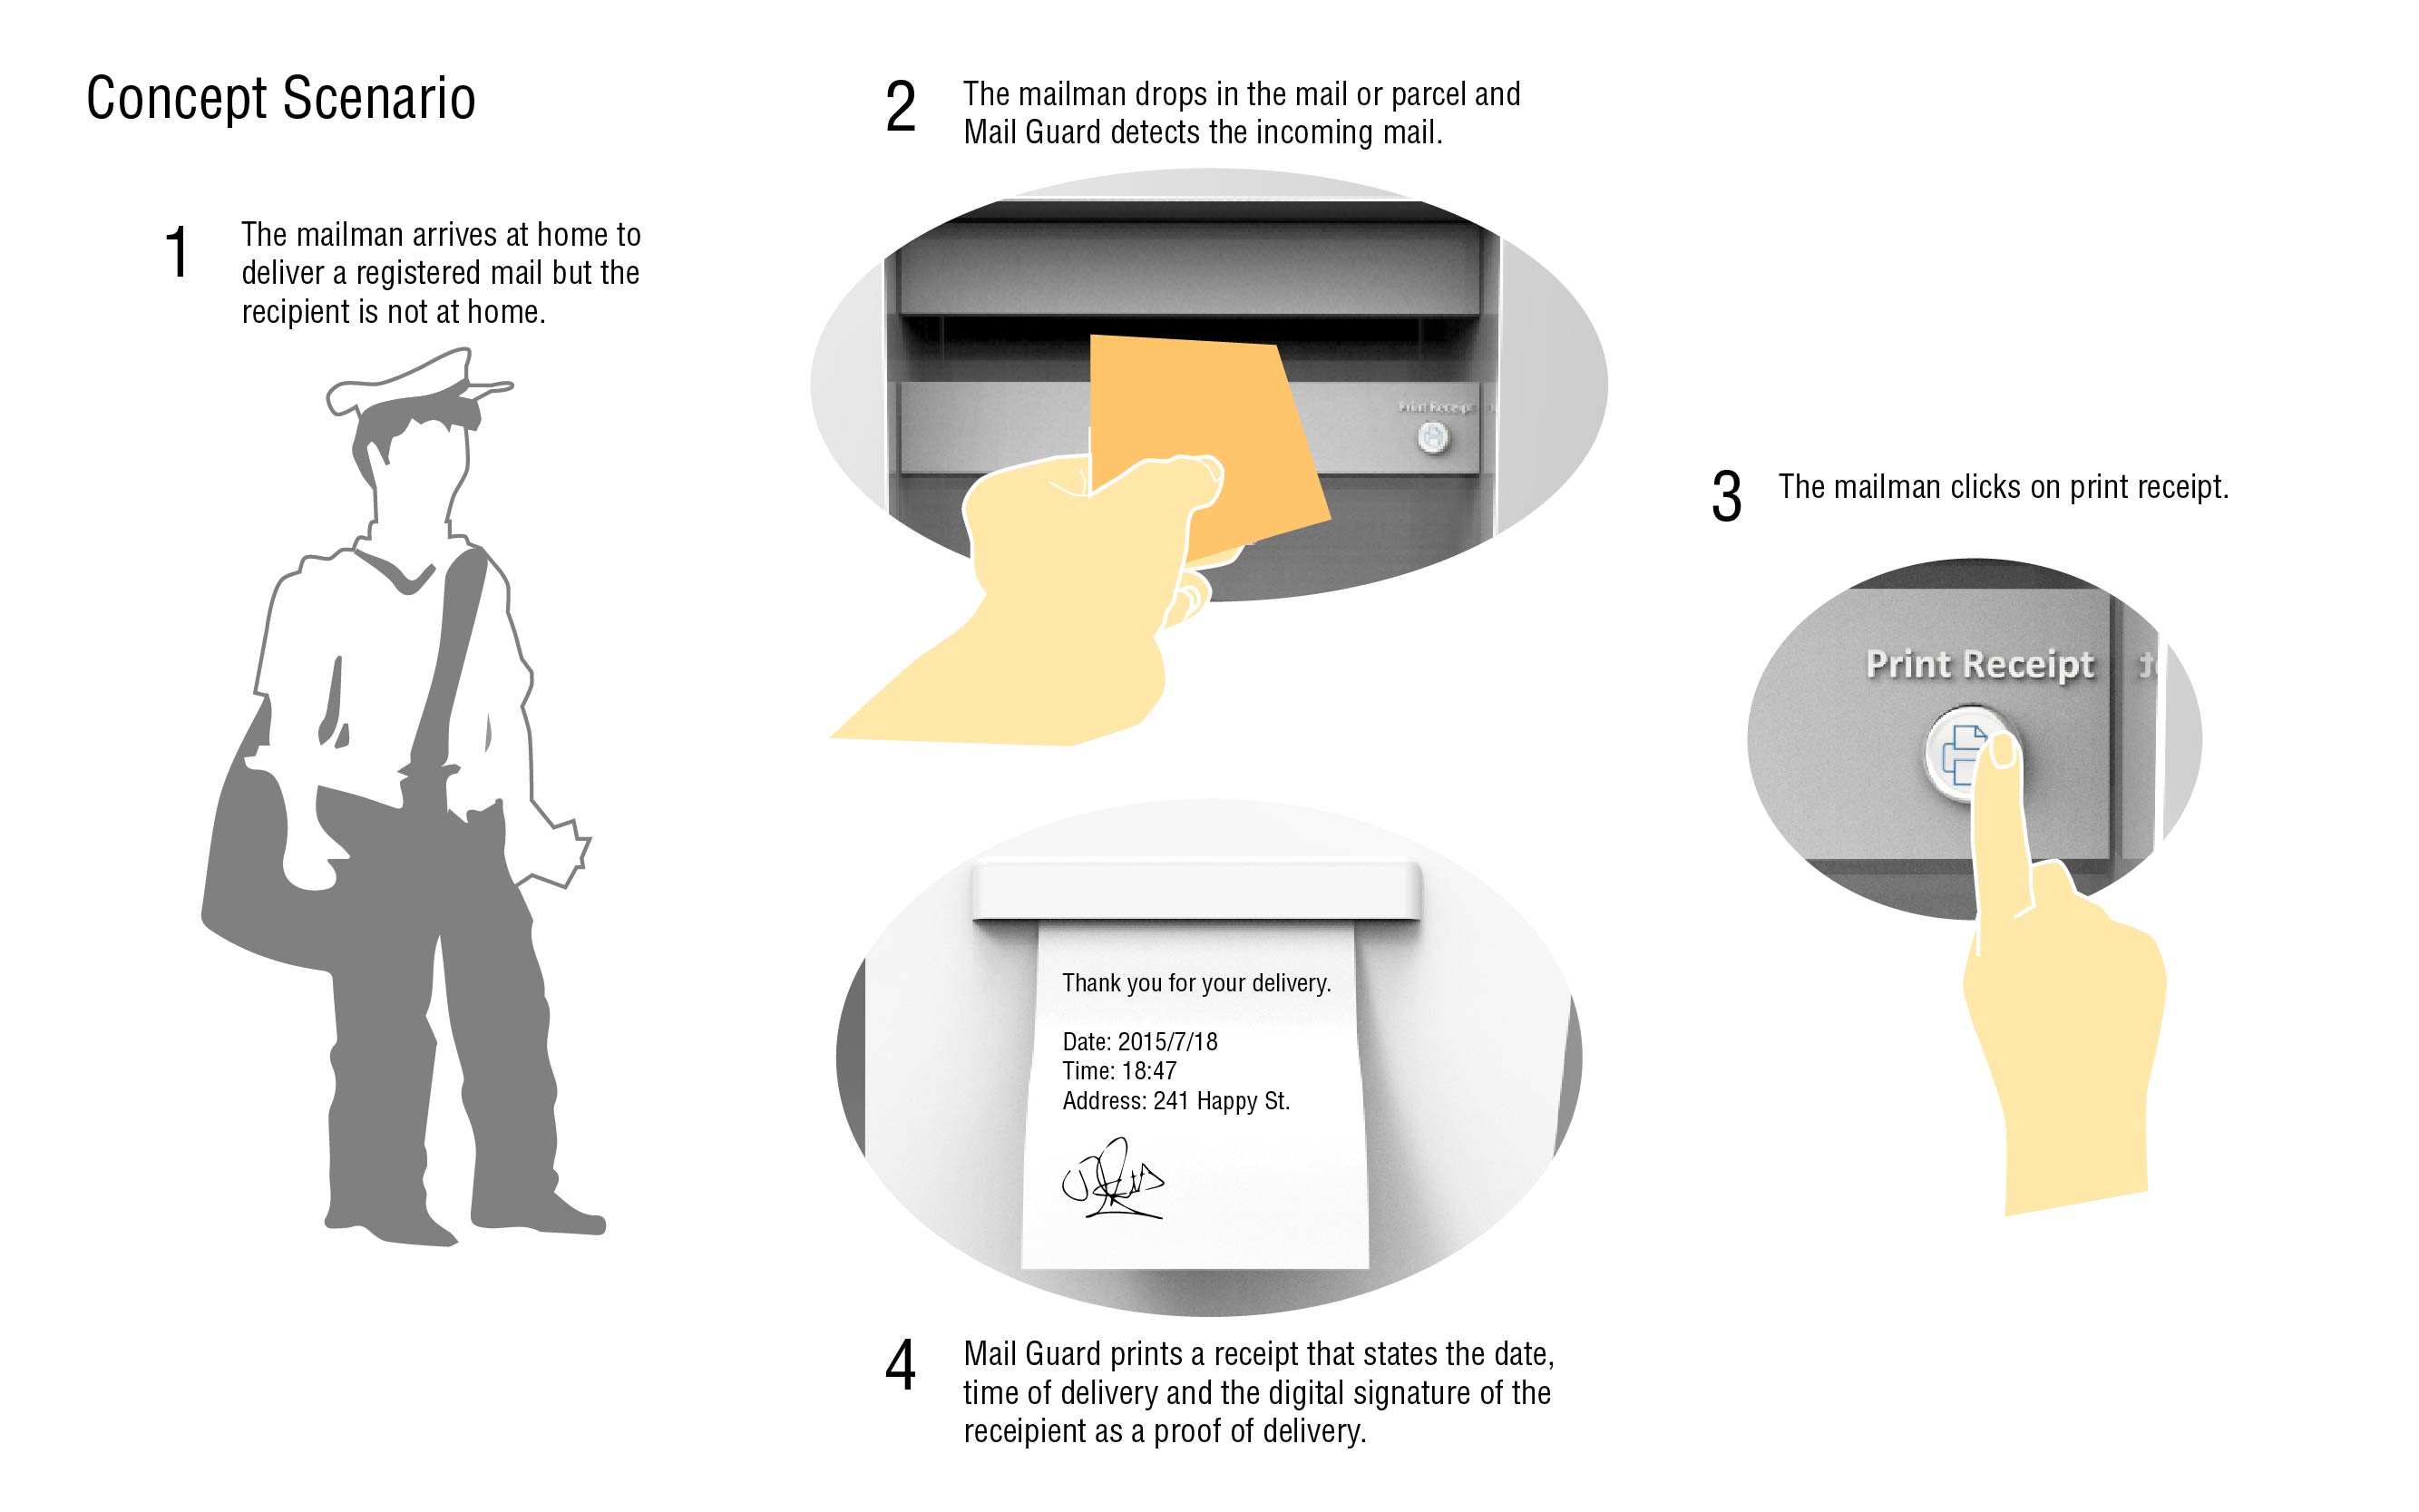 Concept Scenario
1
The mailman arrives at home to
deliver a registered mail but the
recipient is not at home.
2
The mailman drops in the mail or parcel and
Mail Guard detects the incoming mail.
Print Receipt
3
The mailman clicks on print receipt.
Print Receipt
Thank you for your delivery.
Date: 2015/7/18
Time: 18:47
Address: 241 Happy St.
4
Mail Guard prints a receipt that states the date,
time of delivery and the digital signature of the
receipient as a proof of delivery.